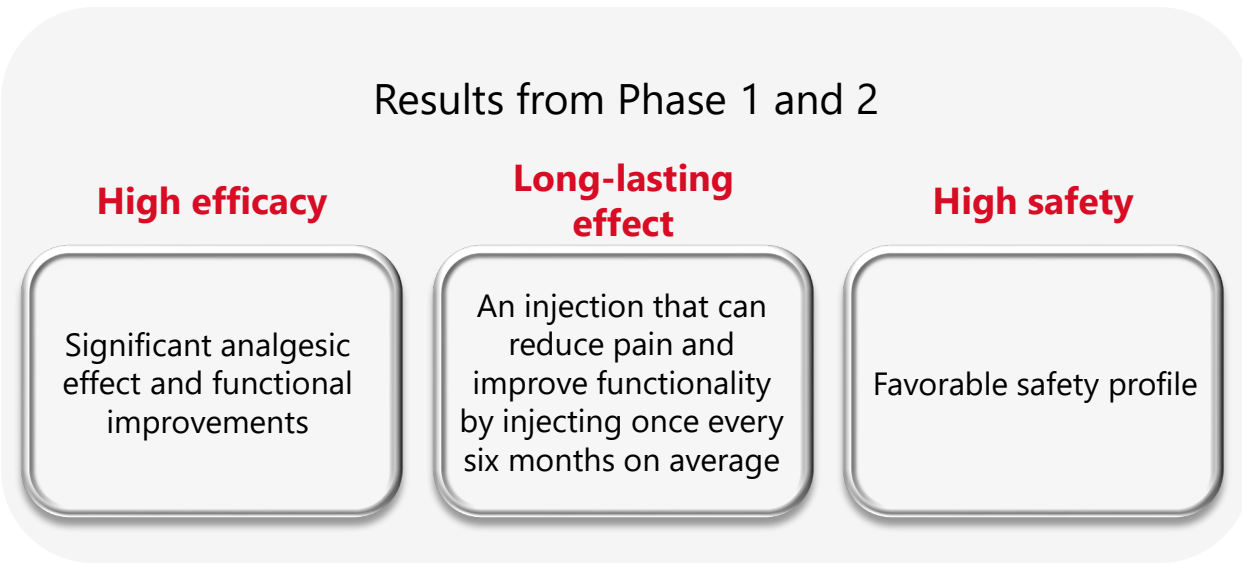 Results from Phase 1 and 2
High efficacy
Significant analgesic
effect and functional
improvements
Long-lasting
effect
An injection that can
reduce pain and
improve functionality
by injecting once every
six months on average
High safety
Favorable safety profile